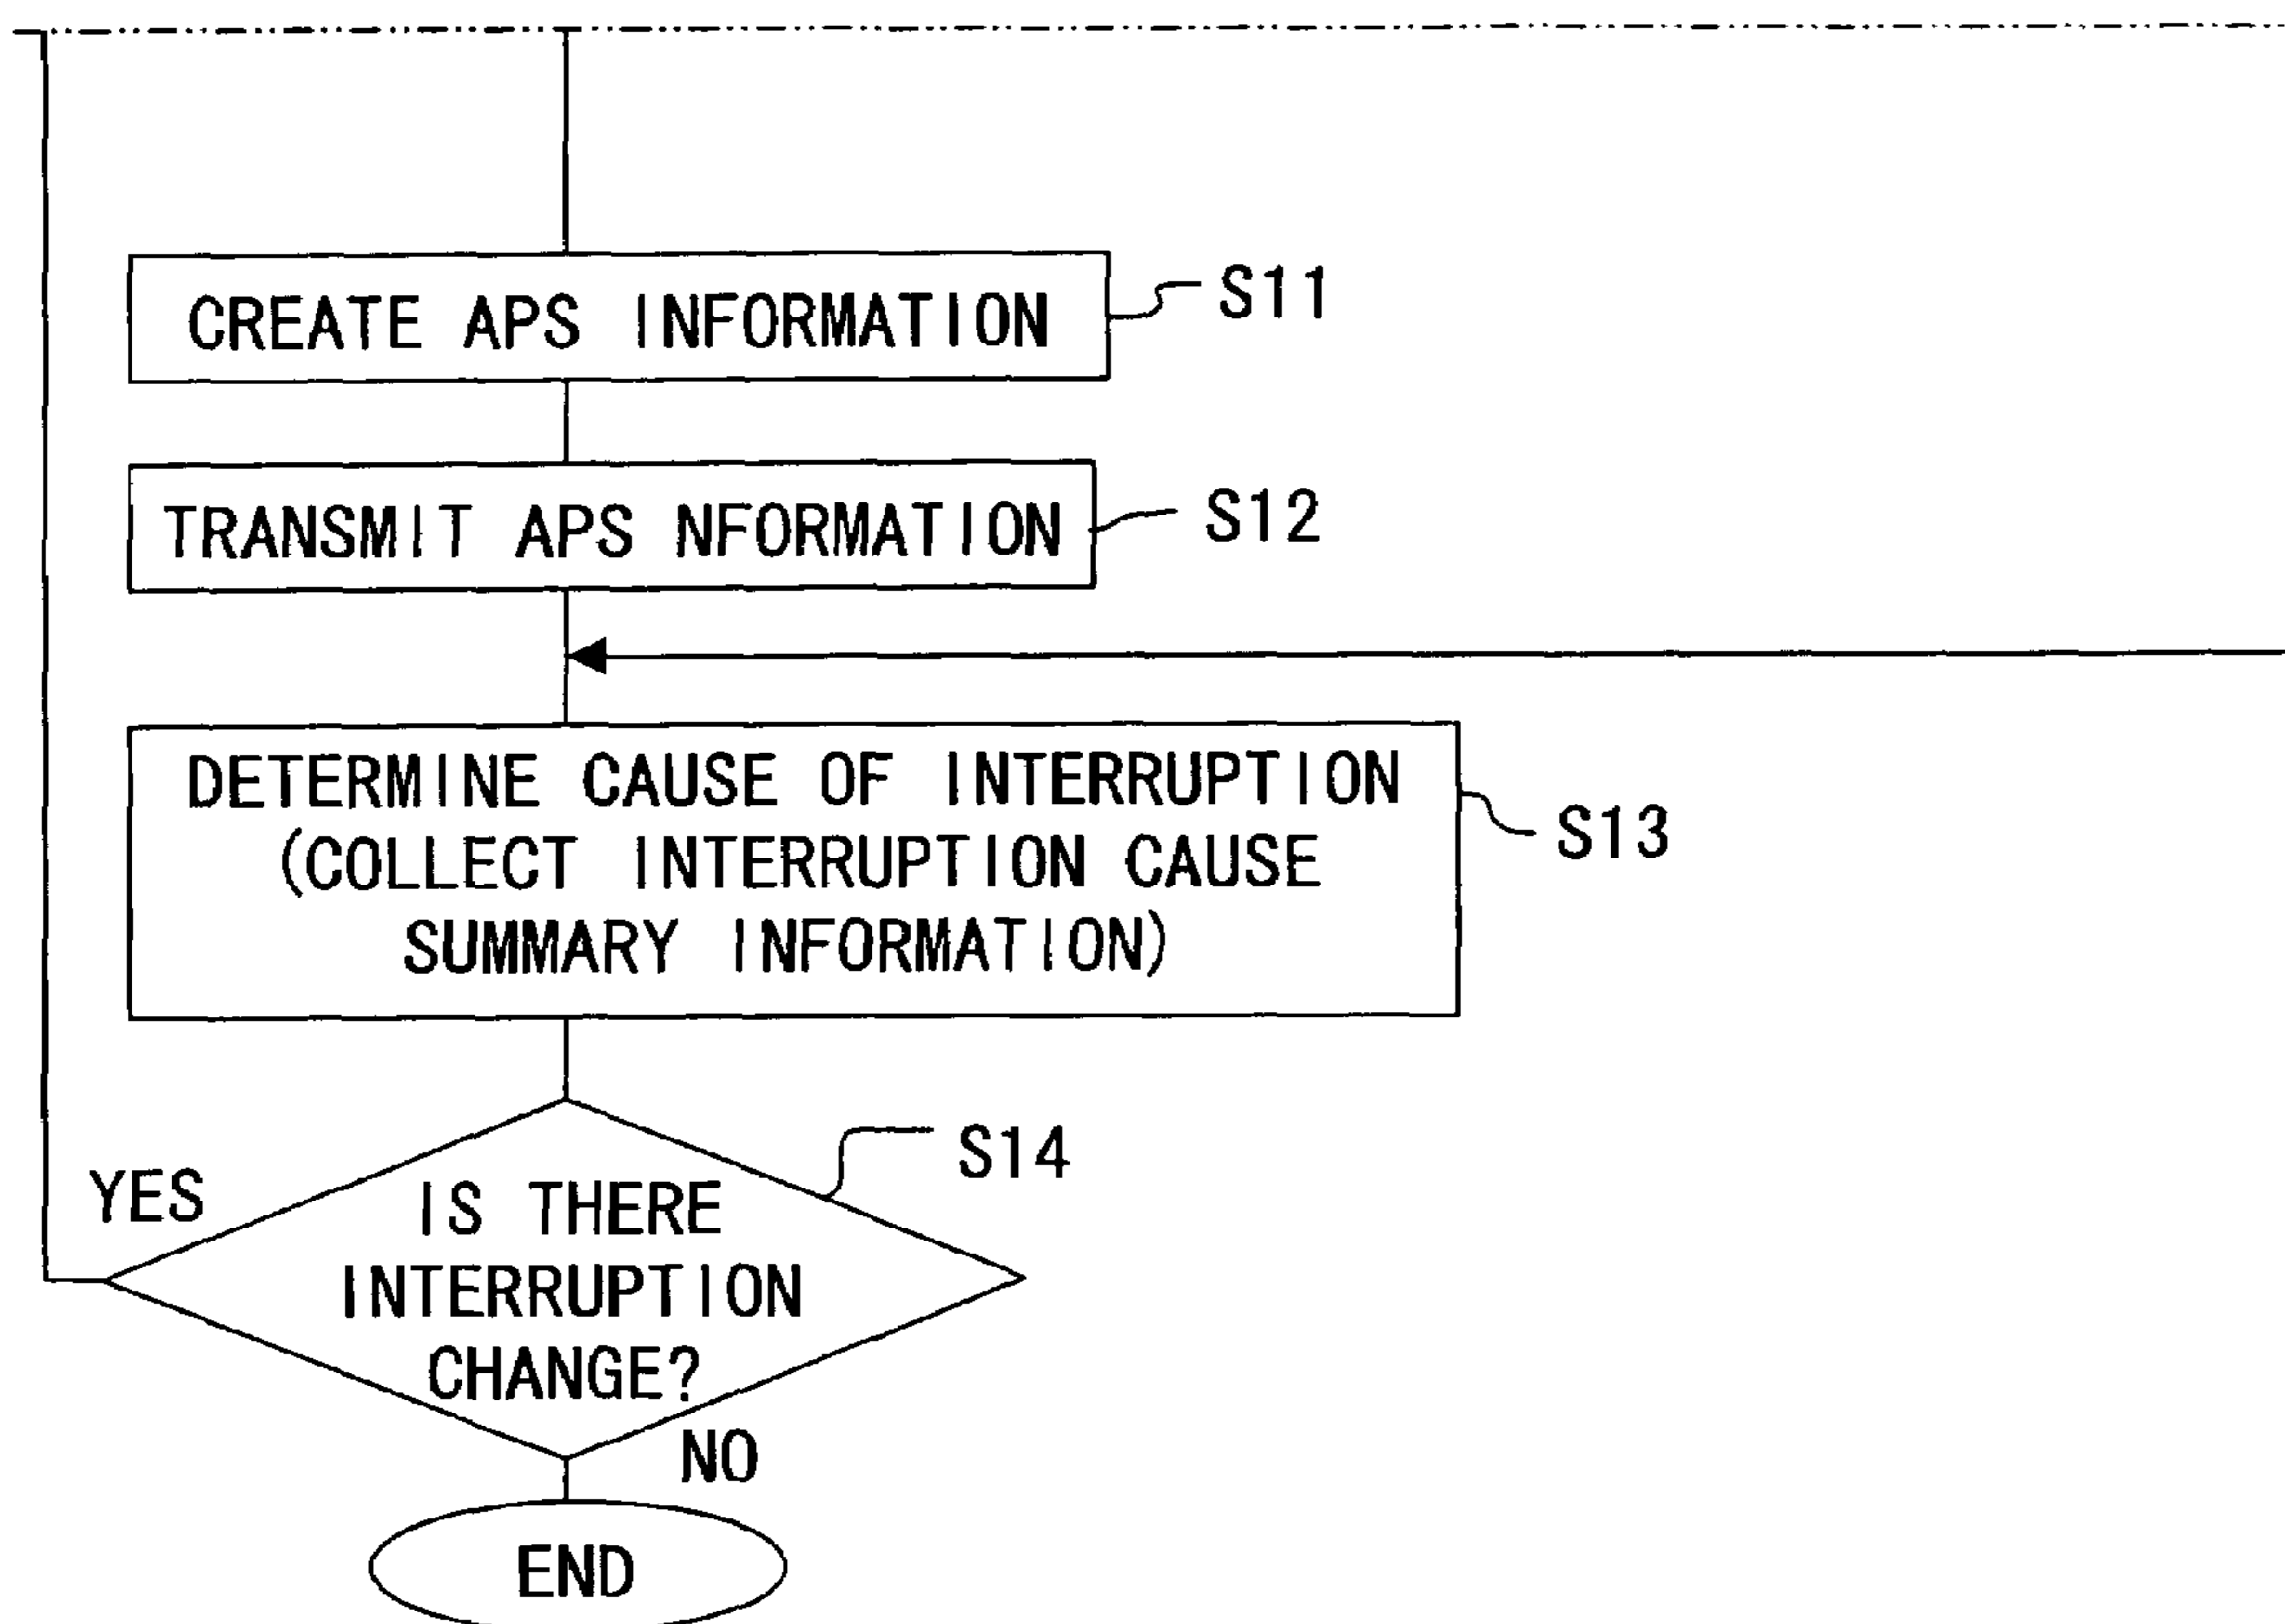 CREATE APS INFORMATION
S11
TRANSMIT APS NFORMATION
S12
DETERMINE CAUSE OF INTERRUPTION
(COLLECT INTERRUPTION CAUSE
SUMMARY INFORMATION)
S13
S14
YES
IS THERE
INTERRUPTION
CHANGE?
NO
END